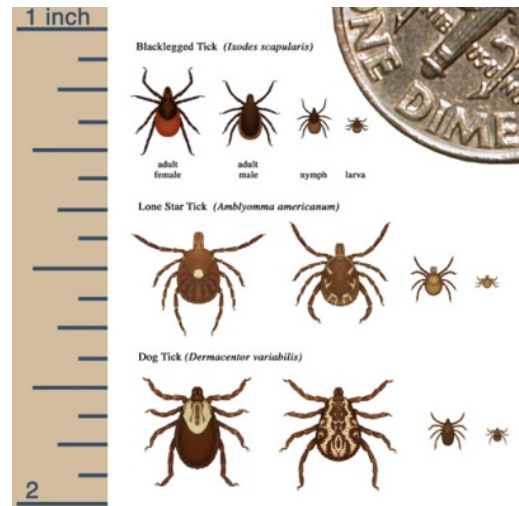 1 inch
Blacklegged Tick (Ixodes scapularis)
ONE DIME
adult female
adult male
nymph
larva
Lone Star Tick (Amblyomma americanum)
Dog Tick (Dermacentor variabilis)
2